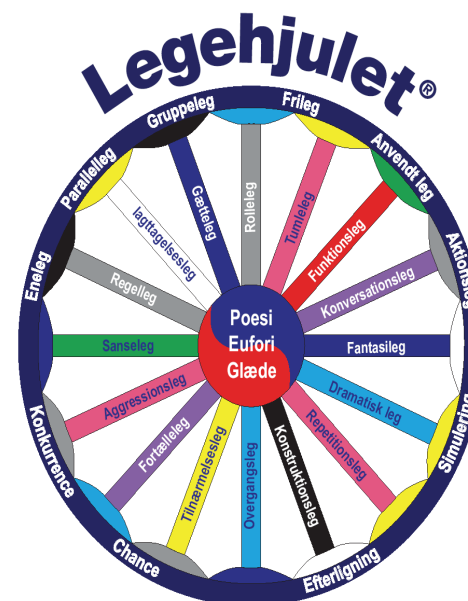 Legehjulet®
Gruppeleg
Frileg
Anvendt leg
Aktionsleg
Simulering
Efterligning
Chance
Konkurrence
Eneleg
Parallelleg
Rolleleg
Tumleleg
Funktionsleg
Konversationsleg
Fantasileg
Dramatisk leg
Repetitionsleg
Konstruktionsleg
Overgangsleg
Tilnærmelsesleg
Fortælleleg
Aggressionsleg
Sanseleg
Regelleg
Iagttagelsesleg
Gætteleg
Poesi
Eufori
Glæde